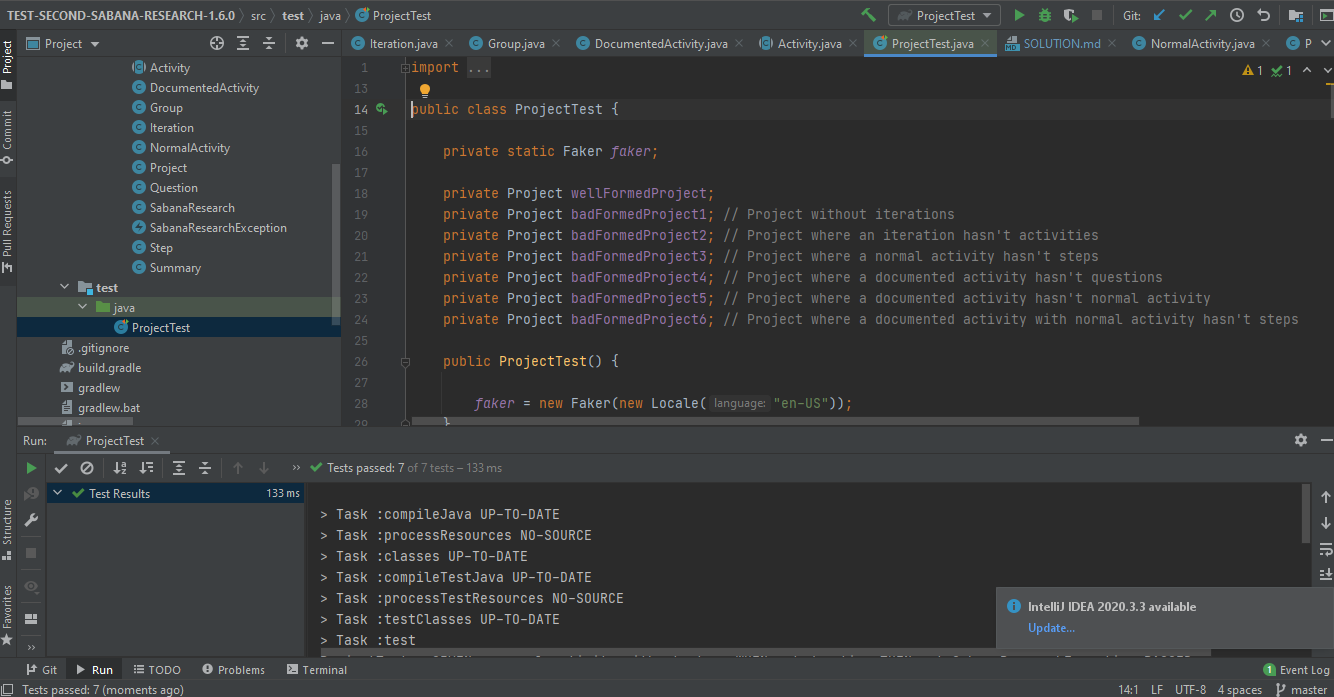 TEST-SECOND-SABANA-RESEARCH-1.6.0 src test java ProjectTest ProjectTest Git:
Project Iteration.java Group.java DocumentedActivity.java Activity.java ProjectTest.java SOLUTION.md NormalActivity.java P
Project
Commit
Pull Requests
Structure
Favorites
Activity
DocumentedActivity
Group
Iteration
NormalActivity
Project
Question
SabanaResearch
SabanaResearchException
Step
Summary
test
java
ProjectTest
.gitignore
build.gradle
gradlew
gradlew.bat
1 import ... 1 1
13
14 public class ProjectTest {
15
16 private static Faker faker;
17
18 private Project wellFormedProject;
19 private Project badFormedProject1; // Project without iterations
20 private Project badFormedProject2; // Project where an iteration hasn't activities
21 private Project badFormedProject3; // Project where a normal activity hasn't steps
22 private Project badFormedProject4; // Project where a documented activity hasn't questions
23 private Project badFormedProject5; // Project where a documented activity hasn't normal activity
24 private Project badFormedProject6; // Project where a documented activity with normal activity hasn't steps
25
26 public ProjectTest() {
27
28 faker = new Faker(new Locale( language: "en-US"));
29 }
Run: ProjectTest
Tests passed: 7 of 7 tests – 133 ms
Test Results 133 ms
> Task :compileJava UP-TO-DATE
> Task :processResources NO-SOURCE
> Task :classes UP-TO-DATE
> Task :compileTestJava UP-TO-DATE
> Task :processTestResources NO-SOURCE
> Task :testClasses UP-TO-DATE
> Task :test
IntelliJ IDEA 2020.3.3 available
Update...
Git Run TODO Problems Terminal 1 Event Log
Tests passed: 7 (moments ago) 14:1 LF UTF-8 4 spaces master